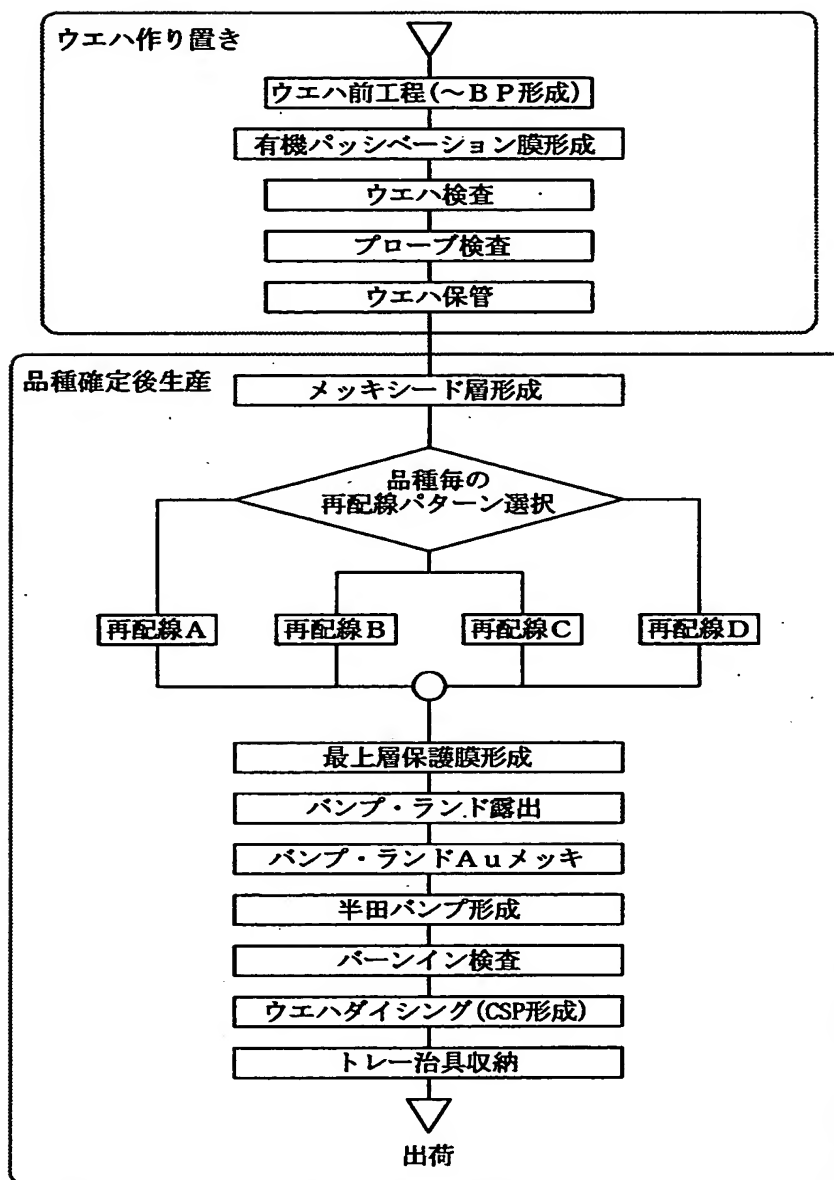 ウエハ作り置き
ウエハ前工程(～BP形成)
有機パッシベーション膜形成
ウエハ検査
プローブ検査
ウエハ保管
品種確定後生産
メッキシード層形成
品種毎の
再配線パターン選択
再配線A
再配線B
再配線C
再配線D
最上層保護膜形成
バンプ・ランド露出
バンプ・ランドAuメッキ
半田バンプ形成
バーンイン検査
ウエハダイシング(CSP形成)
トレー治具収納
出荷